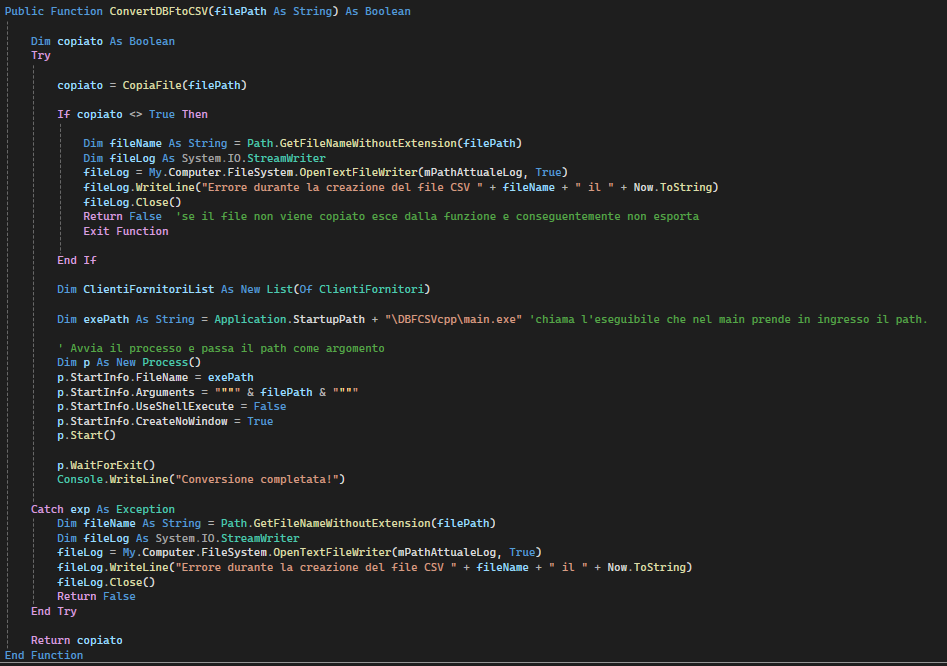 Public Function ConvertDBFtoCSV(filePath As String) As Boolean
Dim copiato As Boolean
Try
copiato = CopiaFile(filePath)
If copiato <> True Then
Dim fileName As String = Path.GetFileNameWithoutExtension(filePath)
Dim fileLog As System.IO.StreamWriter
fileLog = My.Computer.FileSystem.OpenTextFileWriter(mPathAttualeLog, True)
fileLog.WriteLine("Errore durante la creazione del file CSV " + fileName + " il " + Now.ToString)
fileLog.Close()
Return False  'se il file non viene copiato esce dalla funzione e conseguentemente non esporta
Exit Function
End If
Dim ClientiFornitoriList As New List(Of ClientiFornitori)
Dim exePath As String = Application.StartupPath + "\DBFCSVcpp\main.exe" 'chiama l'eseguibile che nel main prende in ingresso il path.
' Avvia il processo e passa il path come argomento
Dim p As New Process()
p.StartInfo.FileName = exePath
p.StartInfo.Arguments = """" & filePath & """"
p.StartInfo.UseShellExecute = False
p.StartInfo.CreateNoWindow = True
p.Start()
p.WaitForExit()
Console.WriteLine("Conversione completata!")
Catch exp As Exception
Dim fileName As String = Path.GetFileNameWithoutExtension(filePath)
Dim fileLog As System.IO.StreamWriter
fileLog = My.Computer.FileSystem.OpenTextFileWriter(mPathAttualeLog, True)
fileLog.WriteLine("Errore durante la creazione del file CSV " + fileName + " il " + Now.ToString)
fileLog.Close()
Return False
End Try
Return copiato
End Function